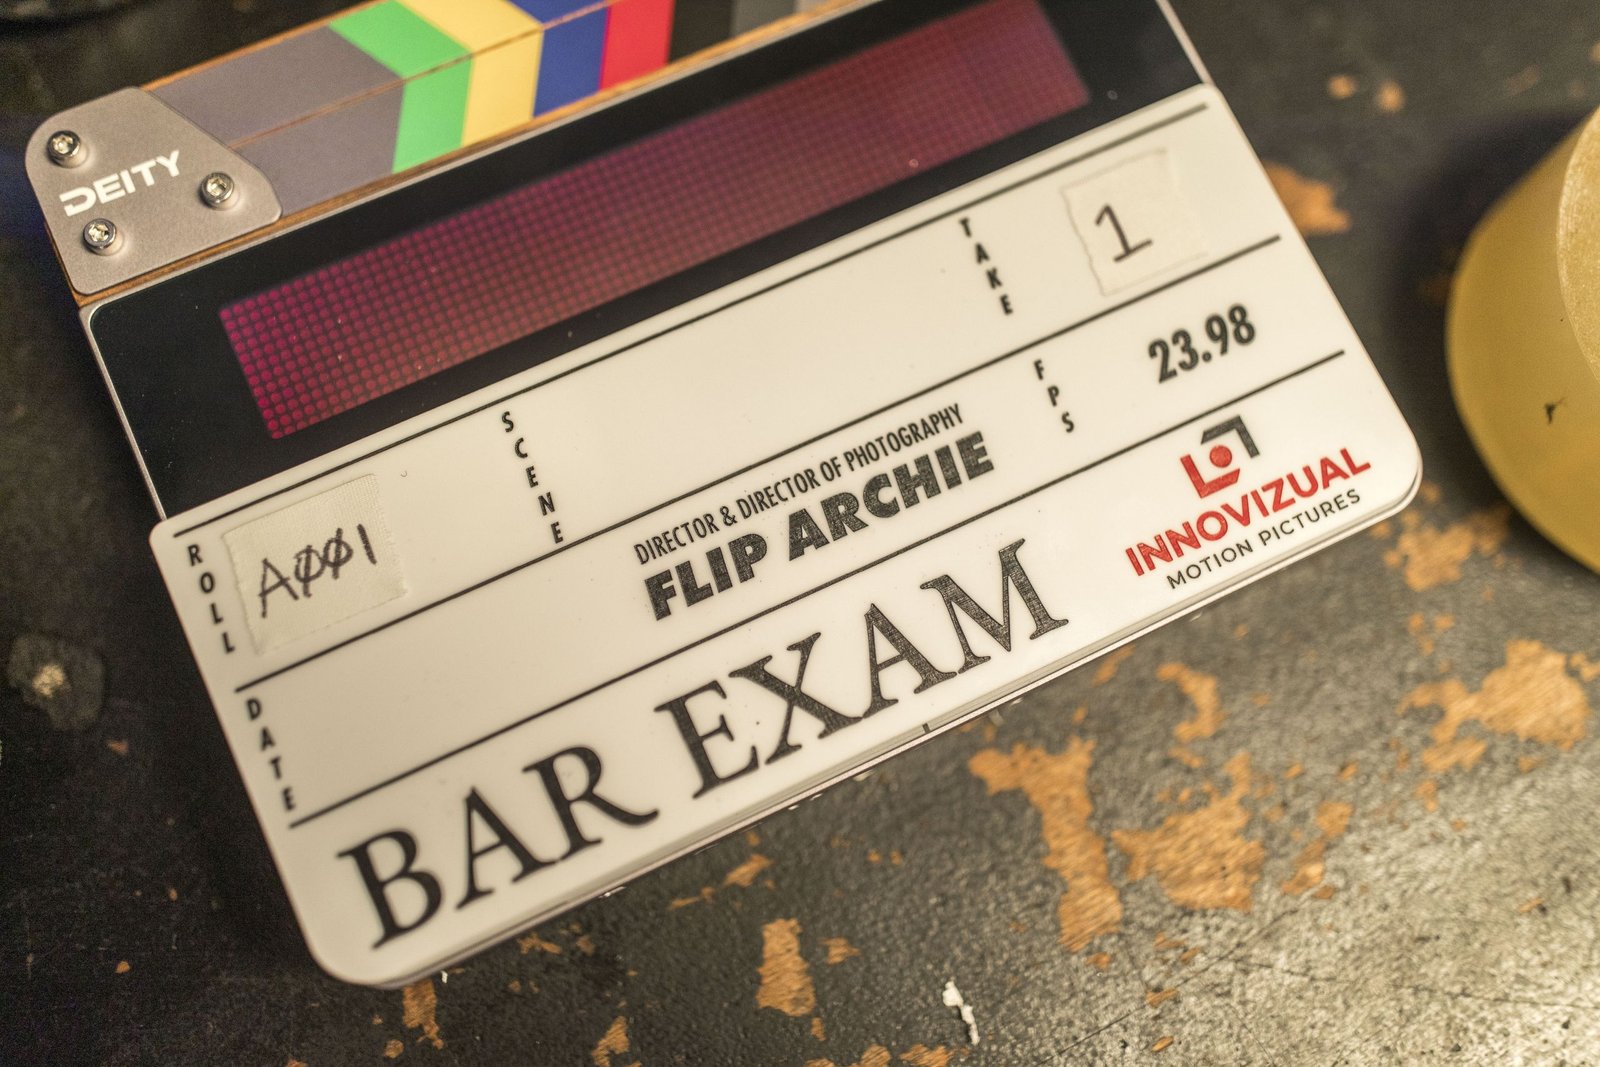 DEITY
TAKE
1
SCENE
ROLL
AØØ1
FPS
23.98
DIRECTOR & DIRECTOR OF PHOTOGRAPHY
FLIP ARCHIE
DATE
INNOVIZUAL
MOTION PICTURES
BAR EXAM